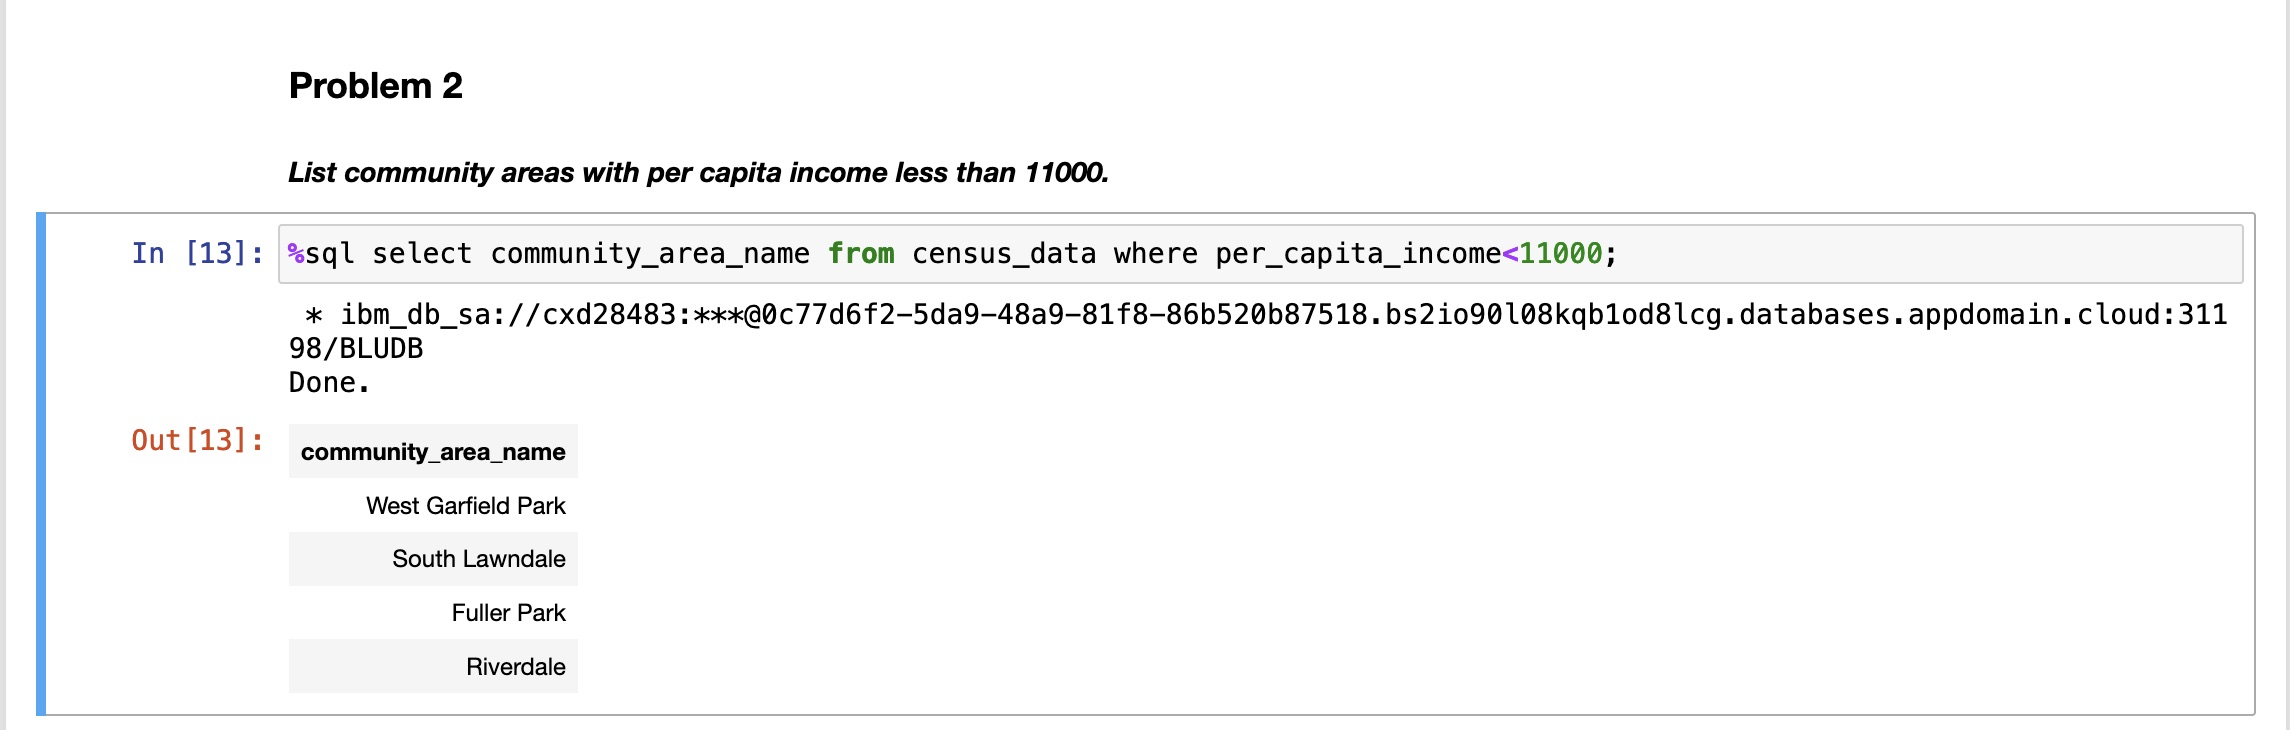 Problem 2
List community areas with per capita income less than 11000.
In [13]: %sql select community_area_name from census_data where per_capita_income<11000;
* ibm_db_sa://cxd28483:***@0c77d6f2-5da9-48a9-81f8-86b520b87518.bs2io90l08kqb1od8lcg.databases.appdomain.cloud:311
98/BLUDB
Done.
Out[13]: community_area_name
West Garfield Park
South Lawndale
Fuller Park
Riverdale